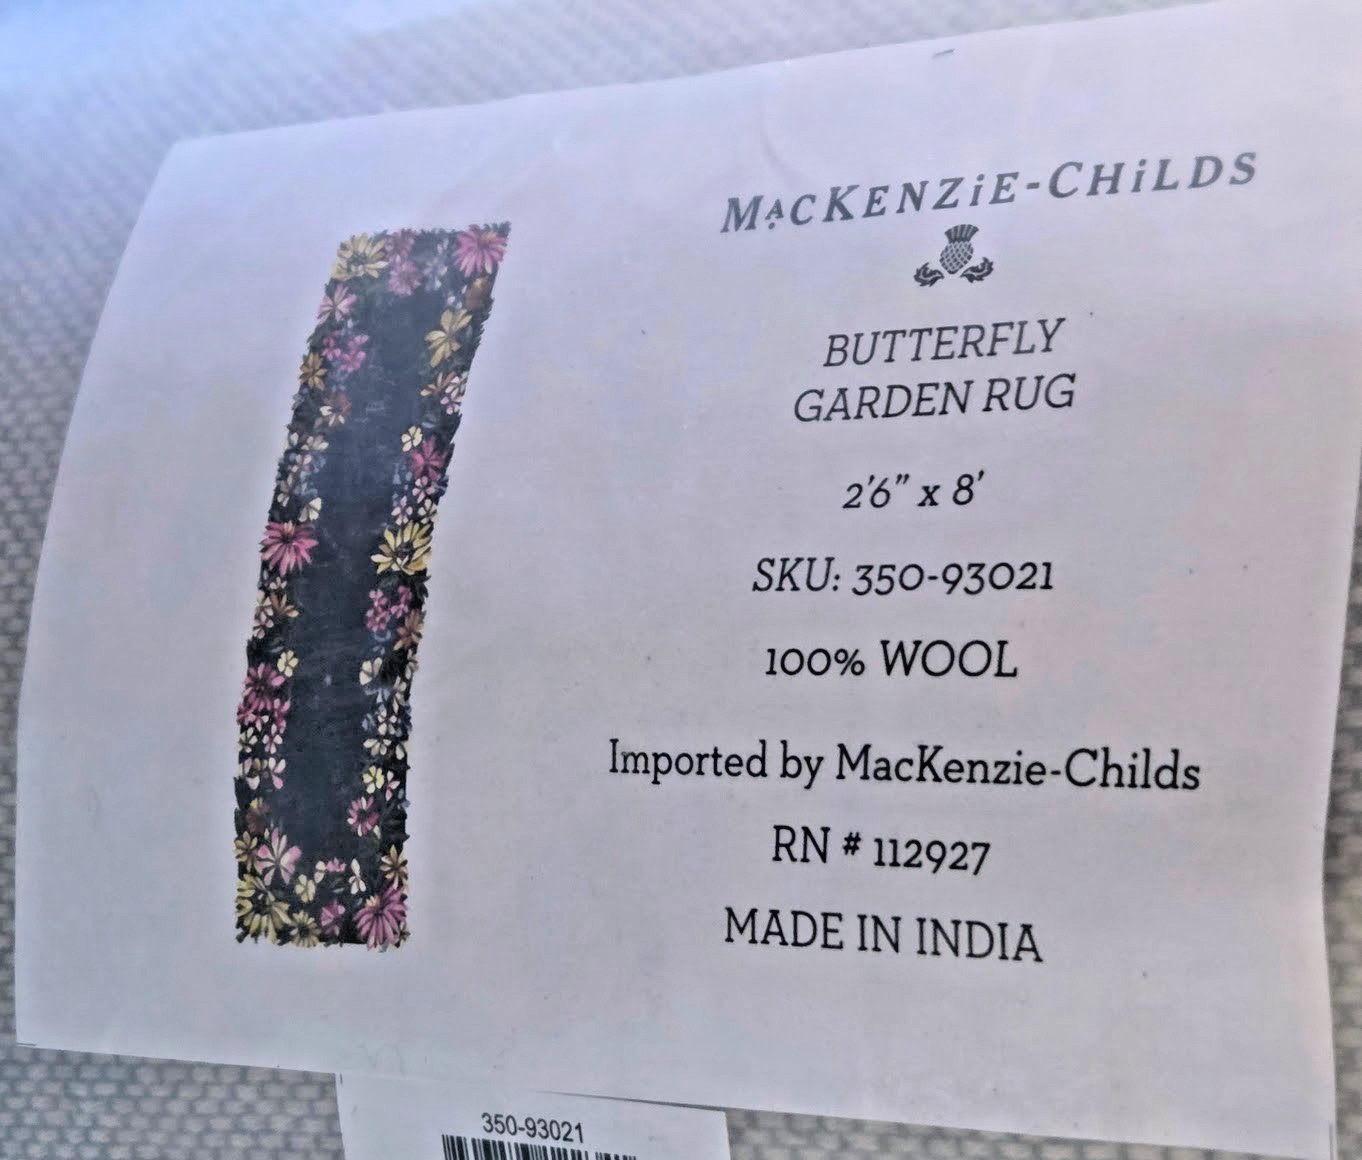 MACKENZiE-CHiLDS
BUTTERFLY
GARDEN RUG
2'6" x 8'
SKU: 350-93021
100% WOOL
Imported by MacKenzie-Childs
RN # 112927
MADE IN INDIA
350-93021